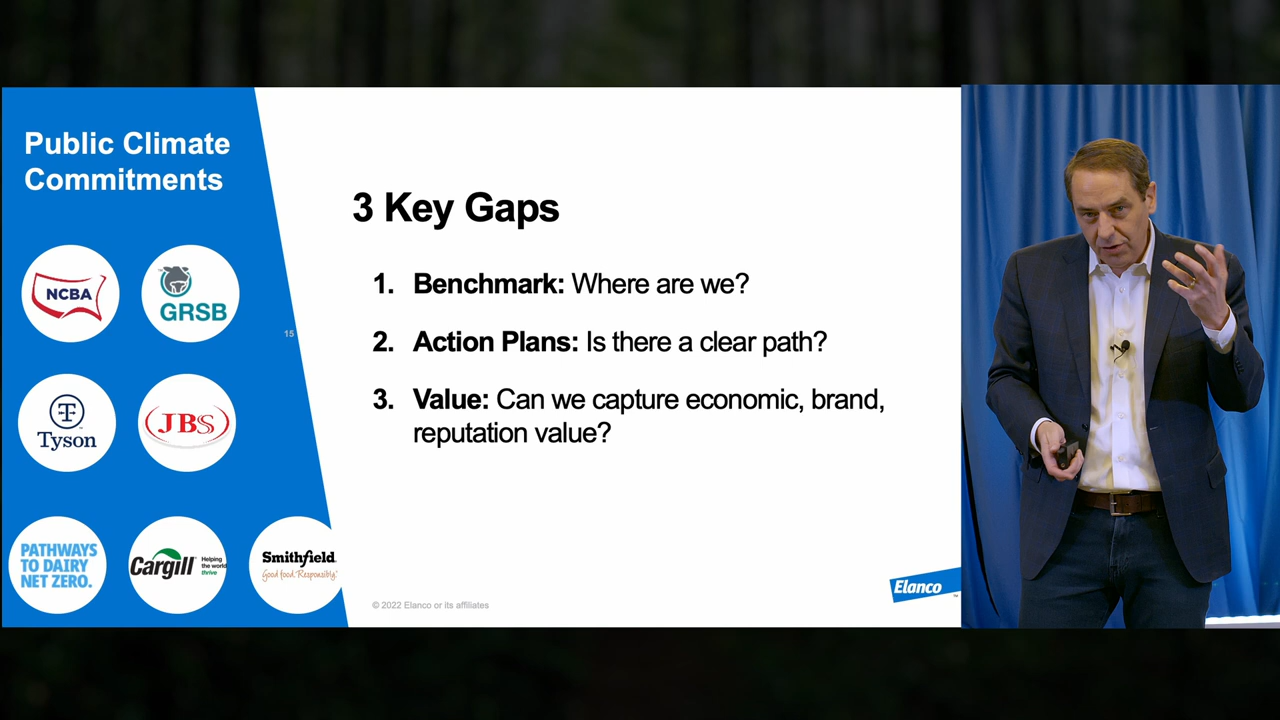 Public Climate
Commitments
NCBA
GRSB
Tyson
JBS
PATHWAYS
TO DAIRY
NET ZERO.
Cargill
Helping
the world
thrive
Smithfield.
Good food. Responsibly.
15
3 Key Gaps
1. Benchmark: Where are we?
2. Action Plans: Is there a clear path?
3. Value: Can we capture economic, brand,
reputation value?
© 2022 Elanco or its affiliates
Elanco
™